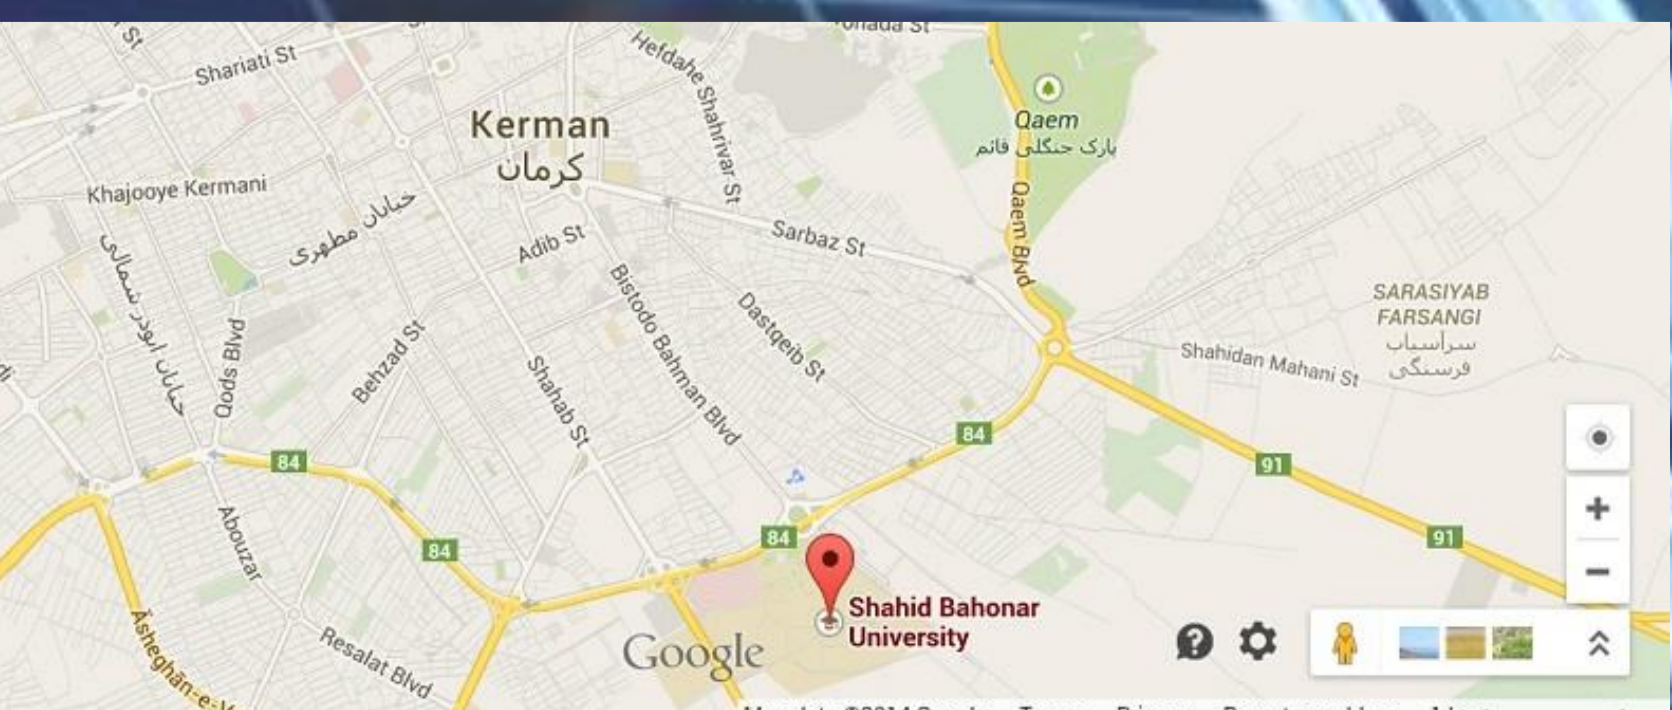 St
Shariati St
Hefdahe Shahrivar St
Kerman
کرمان
Qaem
پارک جنگلی قائم
Khajooye Kermani
خیابان مطهری
Qaem Blvd
Adib St
Sarbaz St
خیابان ابوذر شمالی
Bistodo Bahman Blvd
Dastqeib St
SARASIYAB
FARSANGI
سراسیاب
فرسنگی
Qods Blvd
Behzad St
Shahab St
Shahidan Mahani St
84
84
91
84
84
91
Abouzar
Shahid Bahonar
University
Resalat Blvd
Google